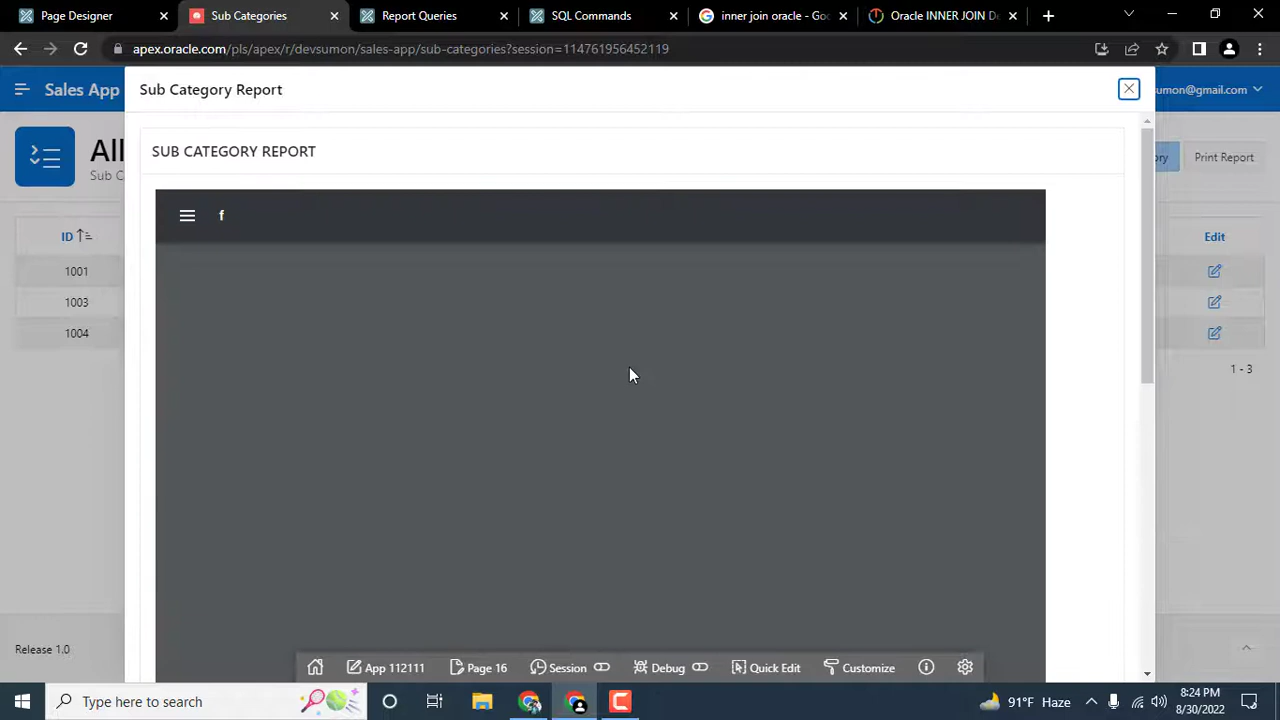 Page Designer
Sub Categories
Report Queries
SQL Commands
inner join oracle - Goo
Oracle INNER JOIN D
apex.oracle.com/pls/apex/r/devsumon/sales-app/sub-categories?session=114761956452119
Sales App
Sub Category Report
sumon@gmail.com
All
Sub C
SUB CATEGORY REPORT
ry
Print Report
f
ID
Edit
1001
1003
1004
1 - 3
Release 1.0
App 112111
Page 16
Session
Debug
Quick Edit
Customize
Type here to search
91°F Haze
8:24 PM
8/30/2022